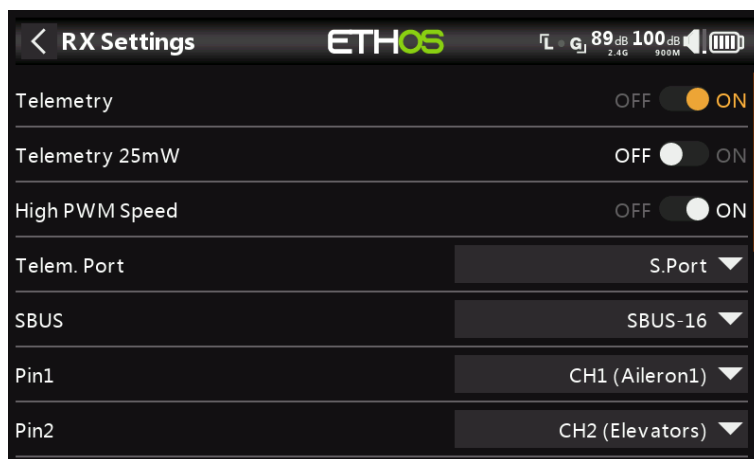 RX Settings ETHOS L G 89dB 2.4G 100dB 900M
Telemetry OFF ON
Telemetry 25mW OFF ON
High PWM Speed OFF ON
Telem. Port S.Port
SBUS SBUS-16
Pin1 CH1 (Aileron1)
Pin2 CH2 (Elevators)